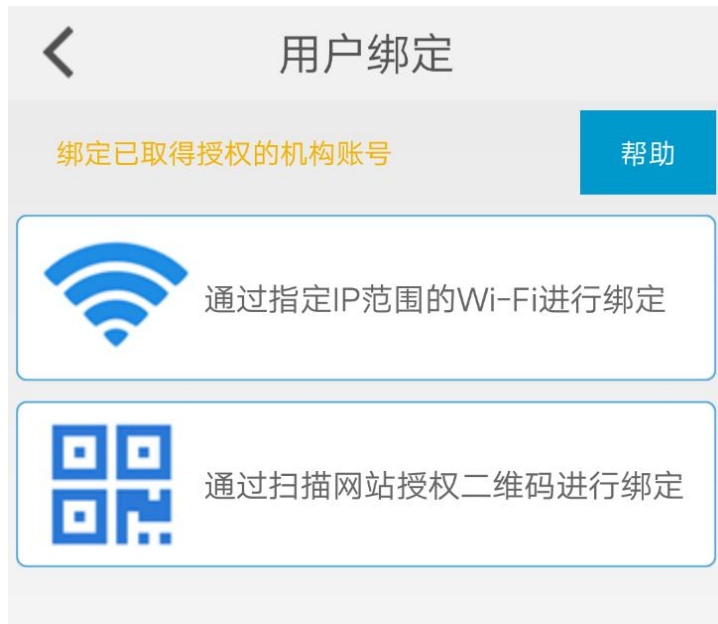 用户绑定
绑定已取得授权的机构账号
帮助
通过指定IP范围的Wi-Fi进行绑定
通过扫描网站授权二维码进行绑定